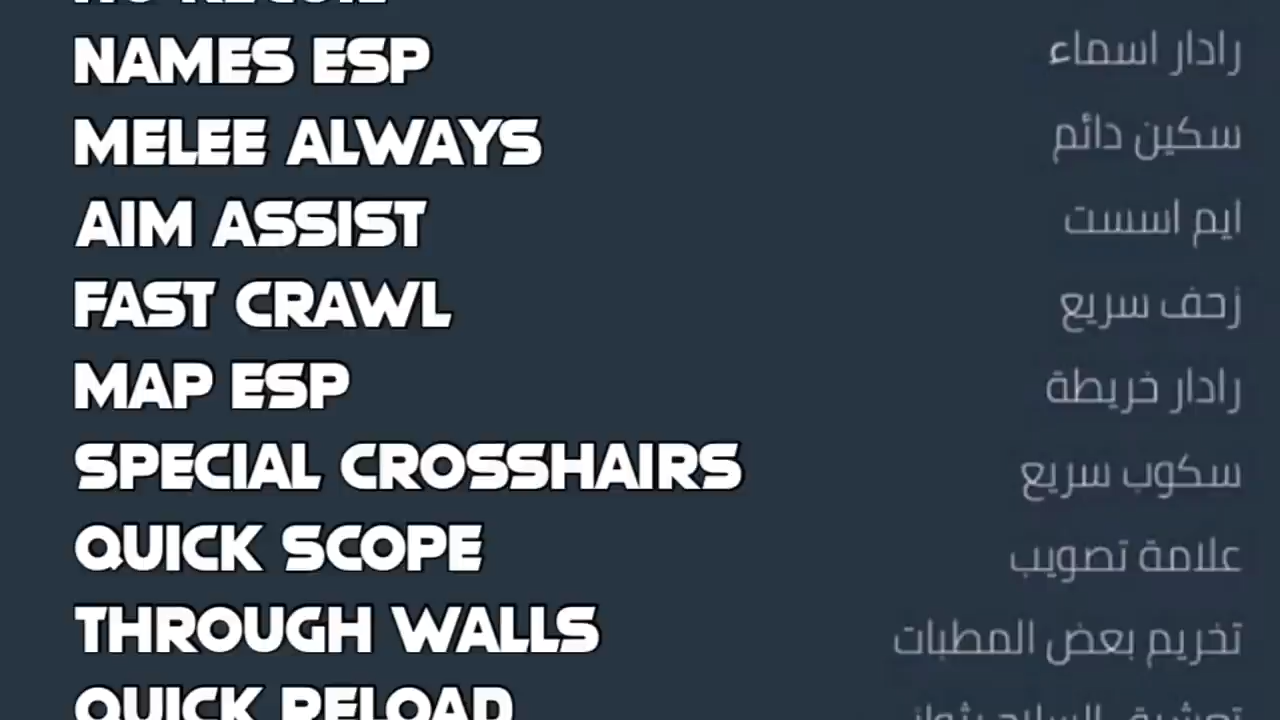 NAMES ESP
رادار اسماء
MELEE ALWAYS
سكين دائم
AIM ASSIST
ايم اسست
FAST CRAWL
زحف سريع
MAP ESP
رادار خريطة
SPECIAL CROSSHAIRS
سكوب سريع
QUICK SCOPE
علامة تصويب
THROUGH WALLS
تخريم بعض المطبات
QUICK RELOAD